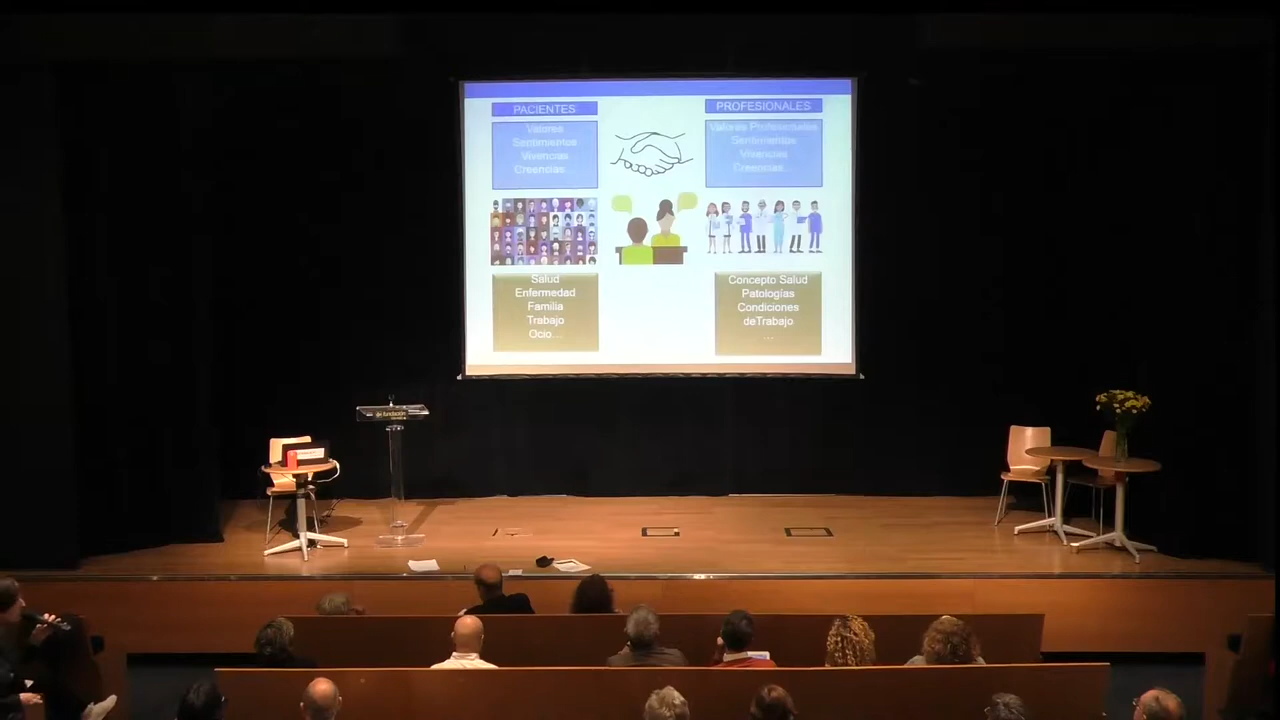 PACIENTES
Valores
Sentimientos
Vivencias
Creencias...
Salud
Enfermedad
Familia
Trabajo
Ocio...
PROFESIONALES
Valores Profesionales
Sentimientos
Vivencias
Creencias...
Concepto Salud
Patologías
Condiciones
deTrabajo
...
fundación